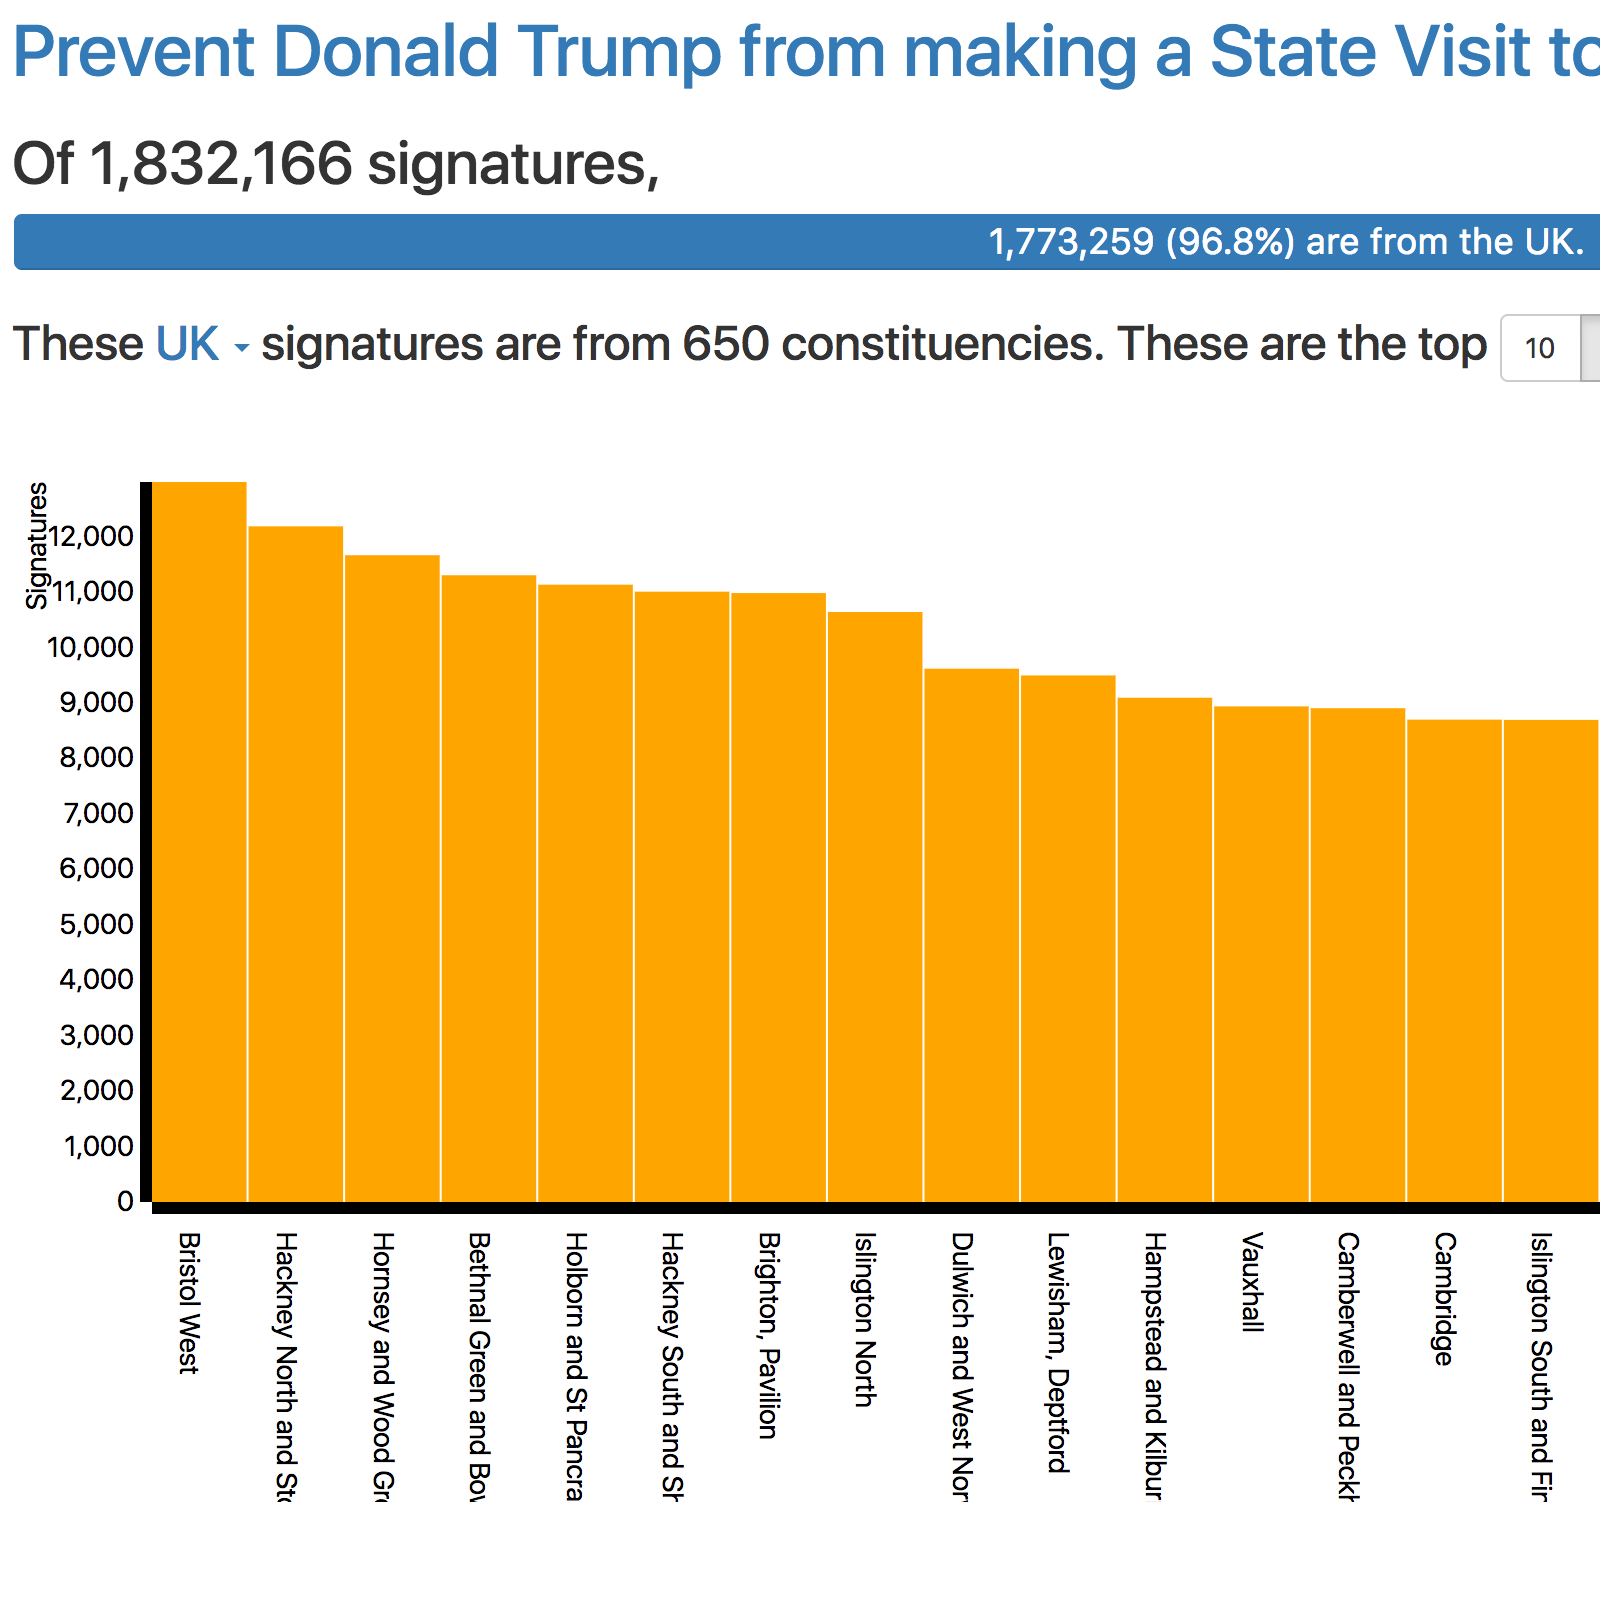 Prevent Donald Trump from making a State Visit to
Of 1,832,166 signatures,
1,773,259 (96.8%) are from the UK.
These UK signatures are from 650 constituencies. These are the top 10
Signatures
12,000
11,000
10,000
9,000
8,000
7,000
6,000
5,000
4,000
3,000
2,000
1,000
0
Bristol West
Hackney North and
Hornsey and Wood
Bethnal Green and
Holborn and St Pancra
Hackney South and
Brighton, Pavilion
Islington North
Dulwich and West Nor
Lewisham, Deptford
Hampstead and Kilbur
Vauxhall
Camberwell and
Cambridge
Islington South and